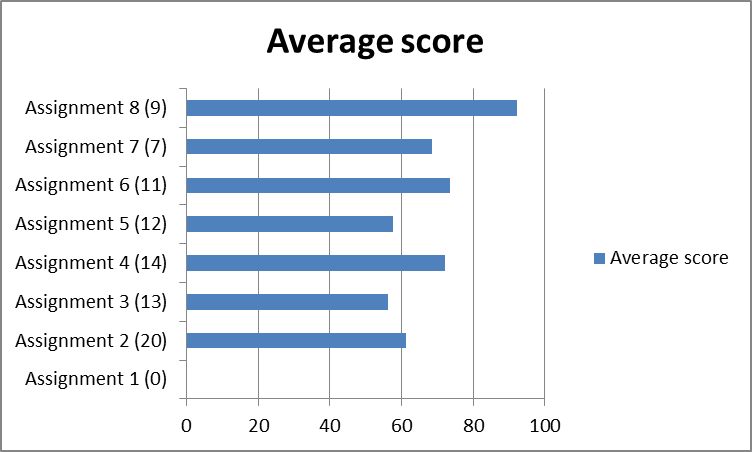 Average score
Assignment 8 (9)
Assignment 7 (7)
Assignment 6 (11)
Assignment 5 (12)
Assignment 4 (14)
Assignment 3 (13)
Assignment 2 (20)
Assignment 1 (0)
Average score
0 20 40 60 80 100